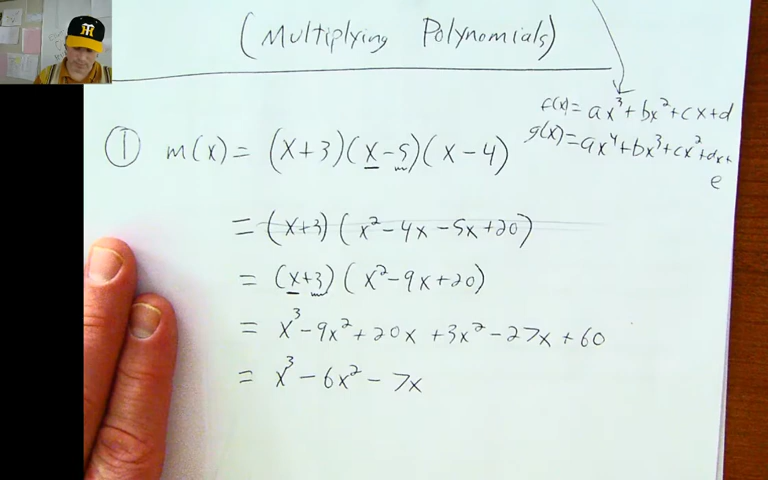 (Multiplying Polynomials)
f(x)=ax³+bx²+cx+d
g(x)=ax⁴+bx³+cx²+dx+
e
① m(x)= (x+3)(x-5)(x-4)
= (x+3)(x²-4x-5x+20)
= (x+3)(x²-9x+20)
= x³-9x²+20x+3x²-27x+60
= x³-6x²-7x